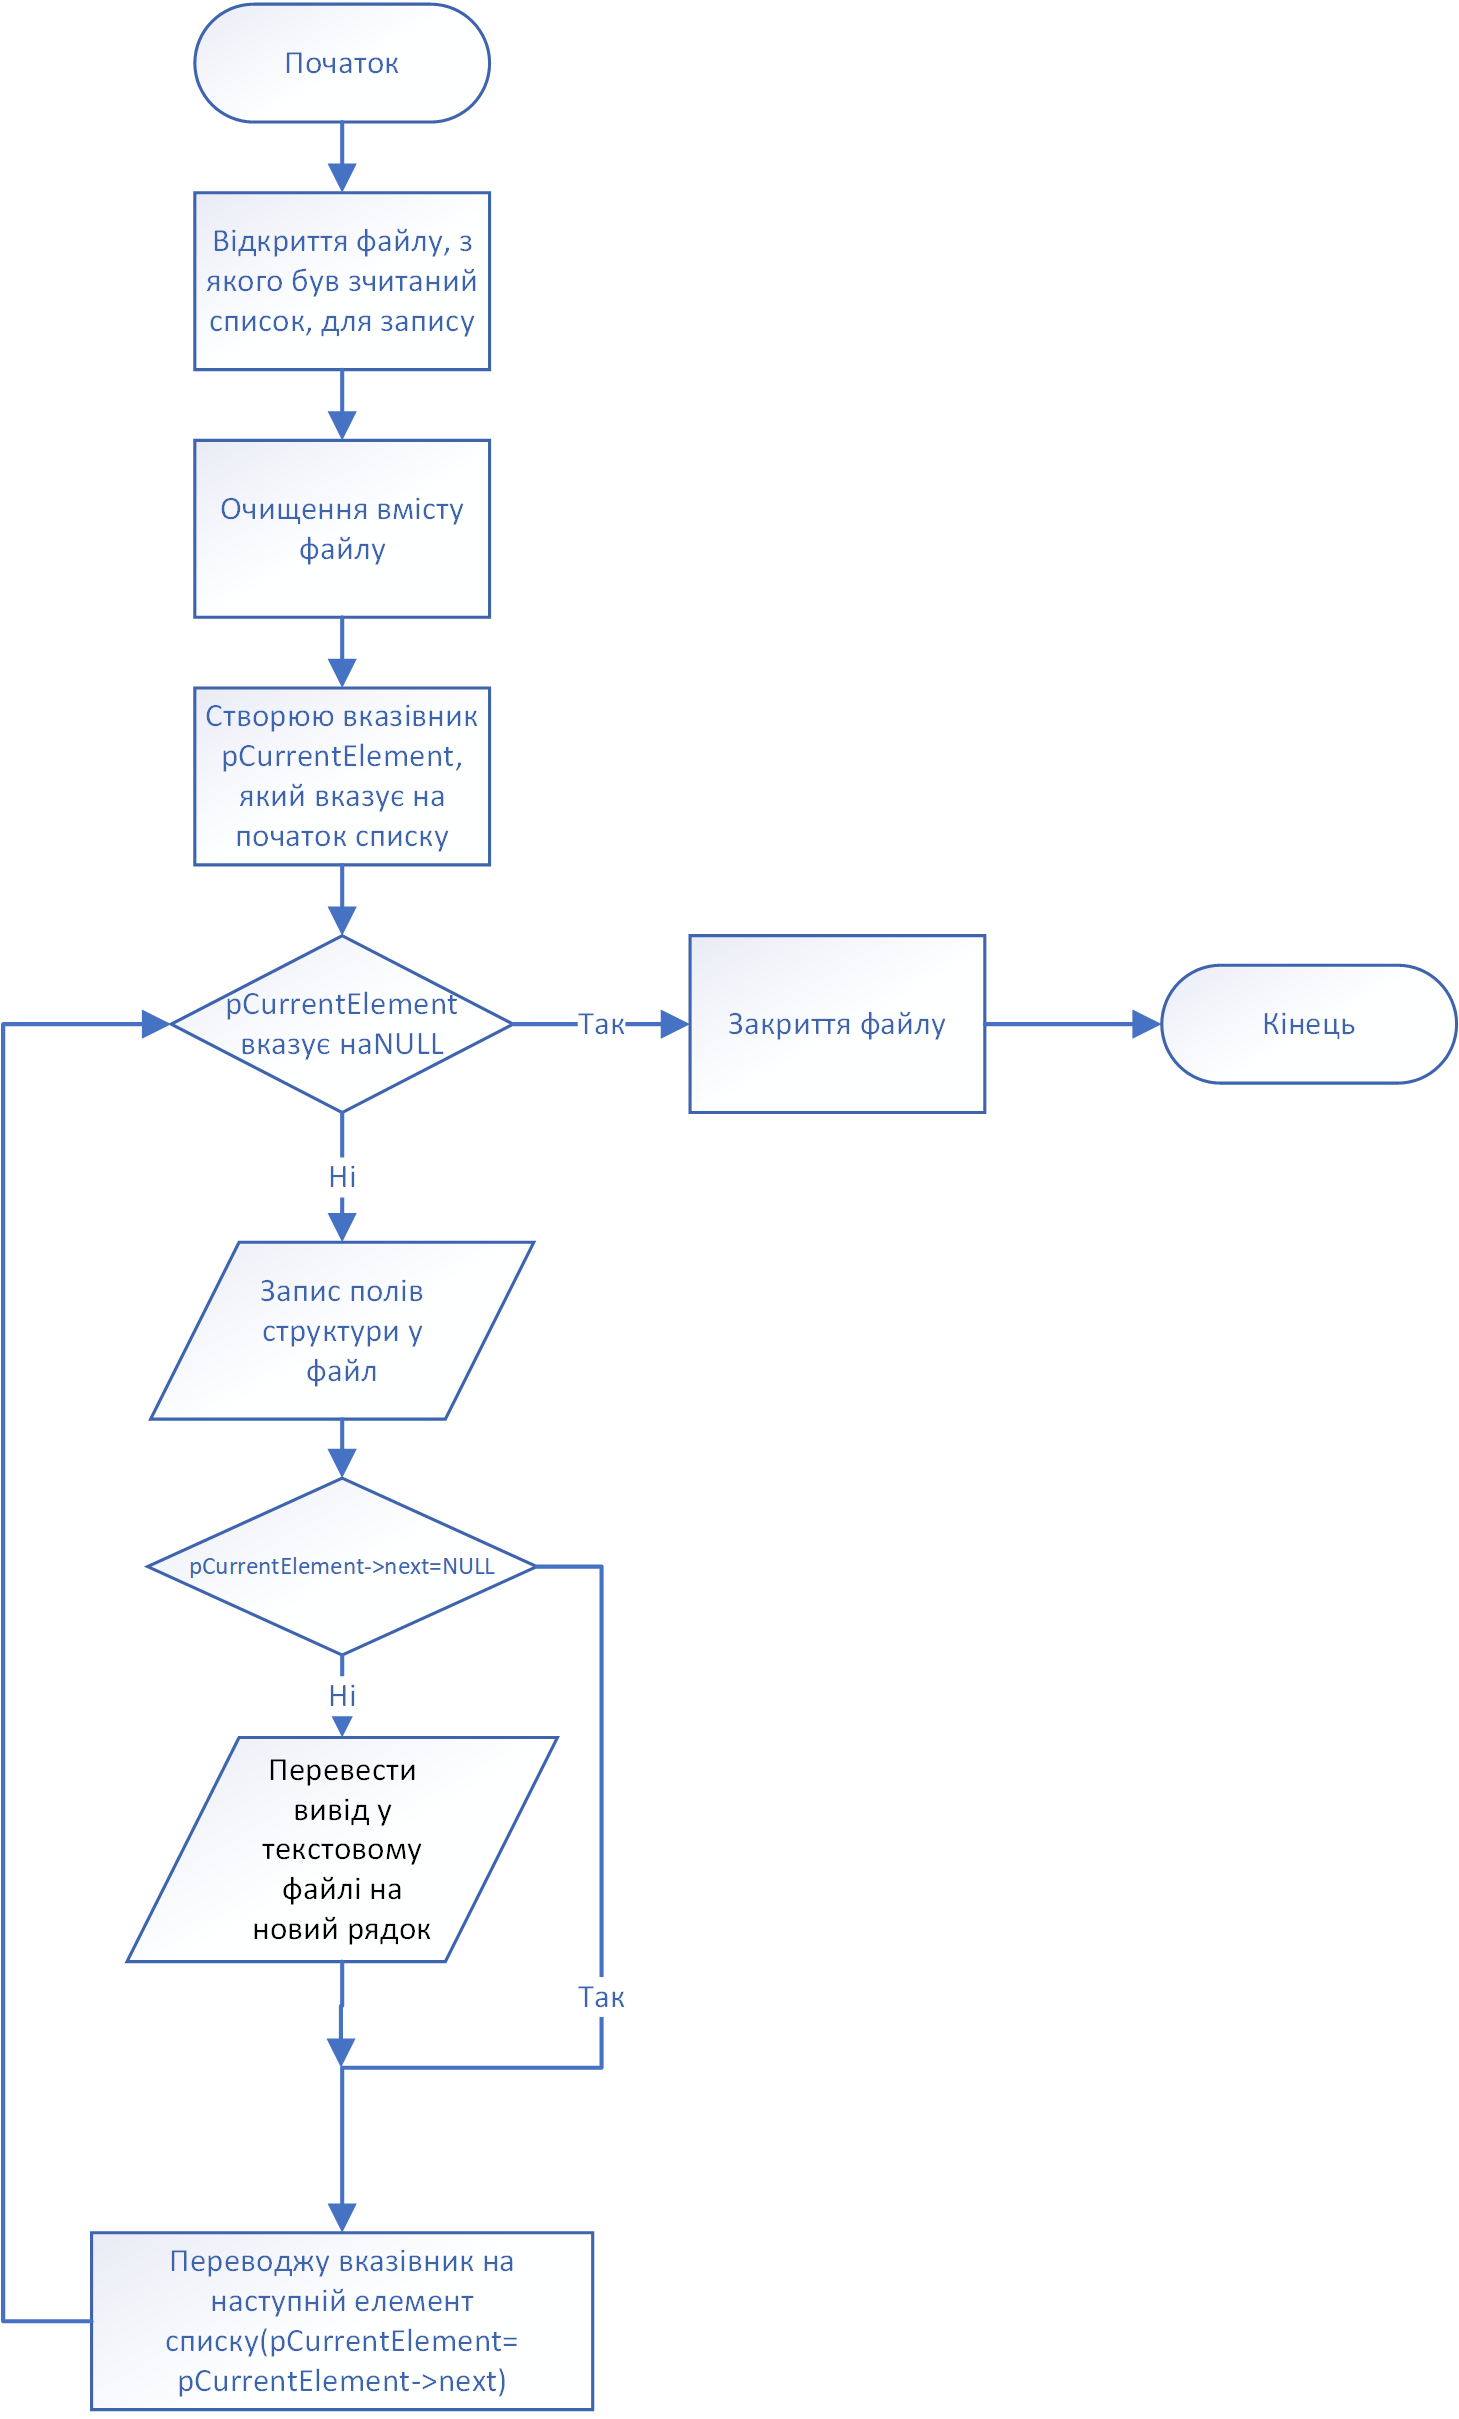 Початок
Відкриття файлу, з
якого був зчитаний
список, для запису
Очищення вмісту
файлу
Створюю вказівник
pCurrentElement,
який вказує на
початок списку
pCurrentElement
вказує наNULL
Так
Закриття файлу
Кінець
Ні
Запис полів
структури у
файл
pCurrentElement->next=NULL
Ні
Перевести
вивід у
текстовому
файлі на
новий рядок
Так
Переводжу вказівник на
наступній елемент
списку(pCurrentElement=
pCurrentElement->next)